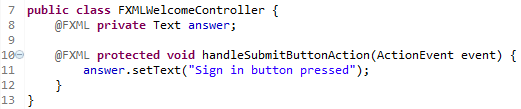 7 public class FXMLWelcomeController {
8     @FXML private Text answer;
9
10     @FXML protected void handleSubmitButtonAction(ActionEvent event) {
11         answer.setText("Sign in button pressed");
12     }
13 }